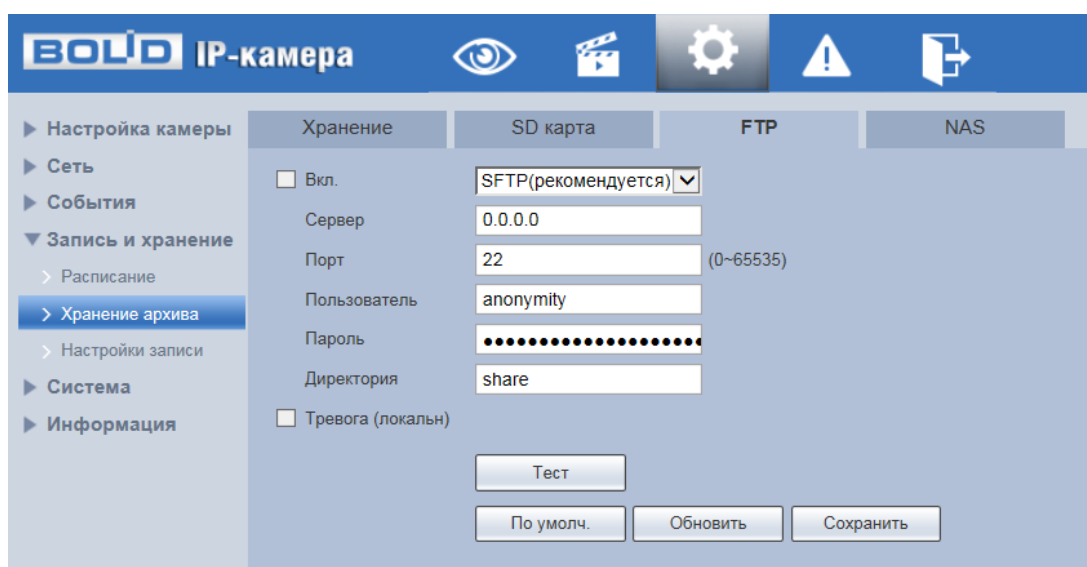 BOLID IP-камера
Настройка камеры
Сеть
События
Запись и хранение
Расписание
Хранение архива
Настройки записи
Система
Информация
Хранение SD карта FTP NAS
Вкл. SFTP(рекомендуется)
Сервер 0.0.0.0
Порт 22 (0~65535)
Пользователь anonymity
Пароль ●●●●●●●●●●●●●●●●●●●●
Директория share
Тревога (локальн)
Тест
По умолч. Обновить Сохранить